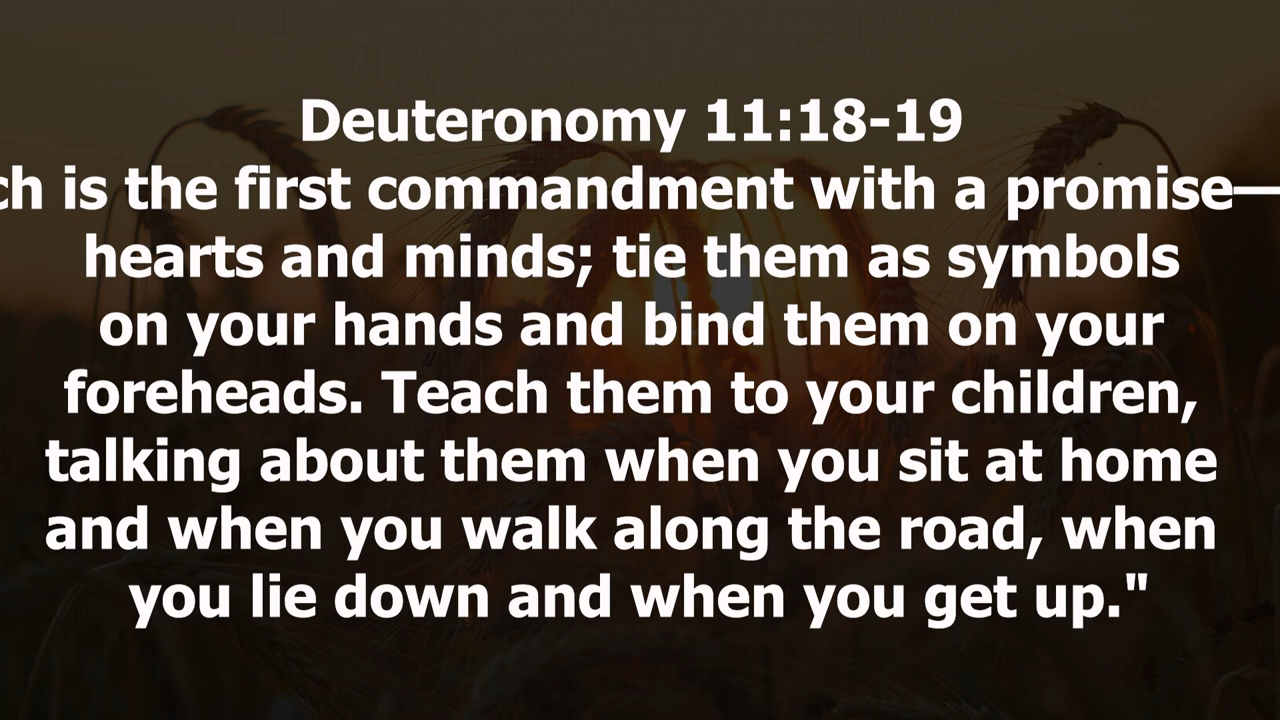 Deuteronomy 11:18-19
ch is the first commandment with a promise—
hearts and minds; tie them as symbols
on your hands and bind them on your
foreheads. Teach them to your children,
talking about them when you sit at home
and when you walk along the road, when
you lie down and when you get up."